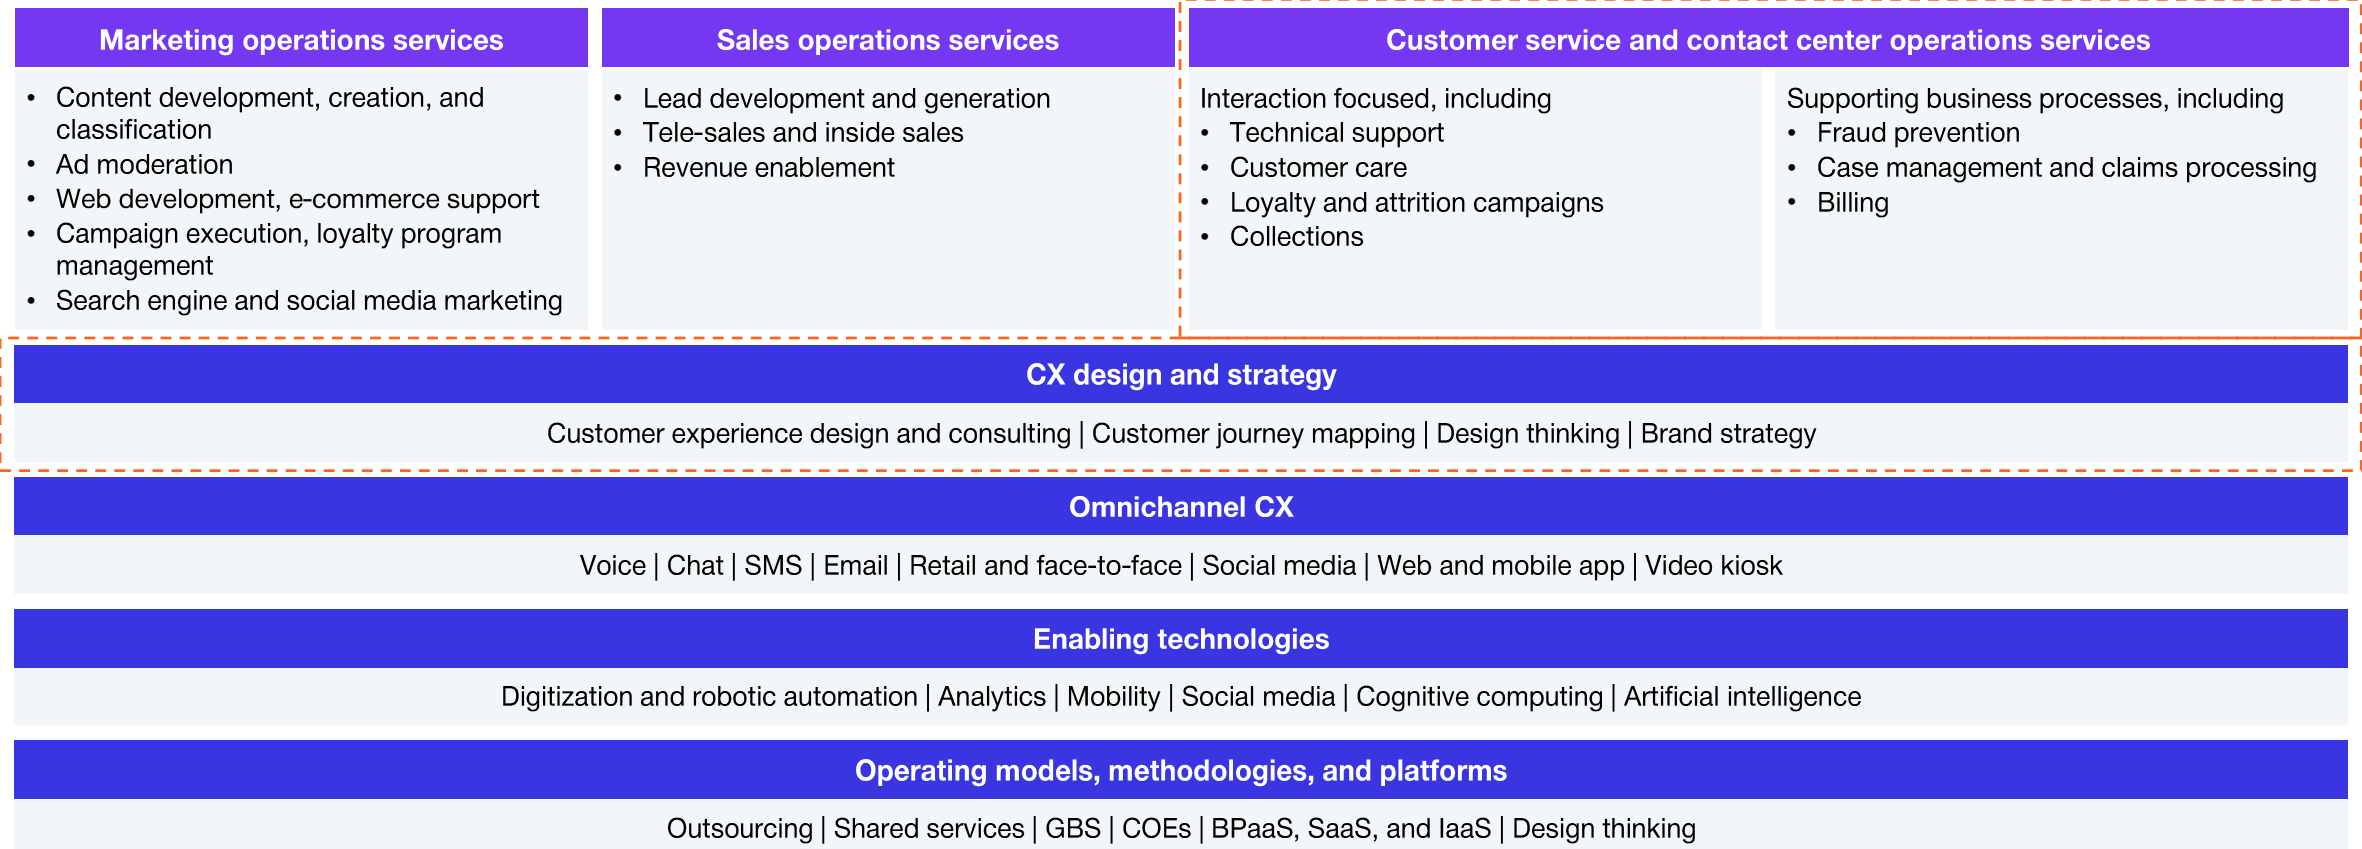 Marketing operations services
• Content development, creation, and
classification
• Ad moderation
• Web development, e-commerce support
• Campaign execution, loyalty program
management
• Search engine and social media marketing
Sales operations services
• Lead development and generation
• Tele-sales and inside sales
• Revenue enablement
Customer service and contact center operations services
Interaction focused, including
• Technical support
• Customer care
• Loyalty and attrition campaigns
• Collections
Supporting business processes, including
• Fraud prevention
• Case management and claims processing
• Billing
CX design and strategy
Customer experience design and consulting | Customer journey mapping | Design thinking | Brand strategy
Omnichannel CX
Voice | Chat | SMS | Email | Retail and face-to-face | Social media | Web and mobile app | Video kiosk
Enabling technologies
Digitization and robotic automation | Analytics | Mobility | Social media | Cognitive computing | Artificial intelligence
Operating models, methodologies, and platforms
Outsourcing | Shared services | GBS | COEs | BPaaS, SaaS, and IaaS | Design thinking